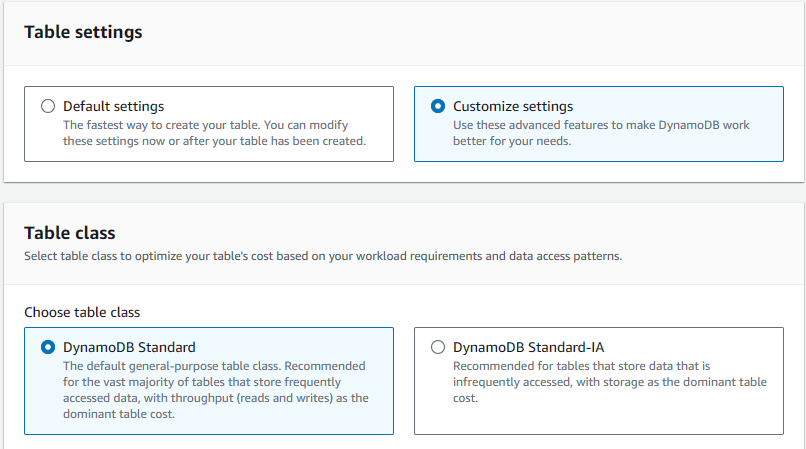 Table settings
Default settings
The fastest way to create your table. You can modify
these settings now or after your table has been created.
Customize settings
Use these advanced features to make DynamoDB work
better for your needs.
Table class
Select table class to optimize your table's cost based on your workload requirements and data access patterns.
Choose table class
DynamoDB Standard
The default general-purpose table class. Recommended
for the vast majority of tables that store frequently
accessed data, with throughput (reads and writes) as the
dominant table cost.
DynamoDB Standard-IA
Recommended for tables that store data that is
infrequently accessed, with storage as the dominant table
cost.